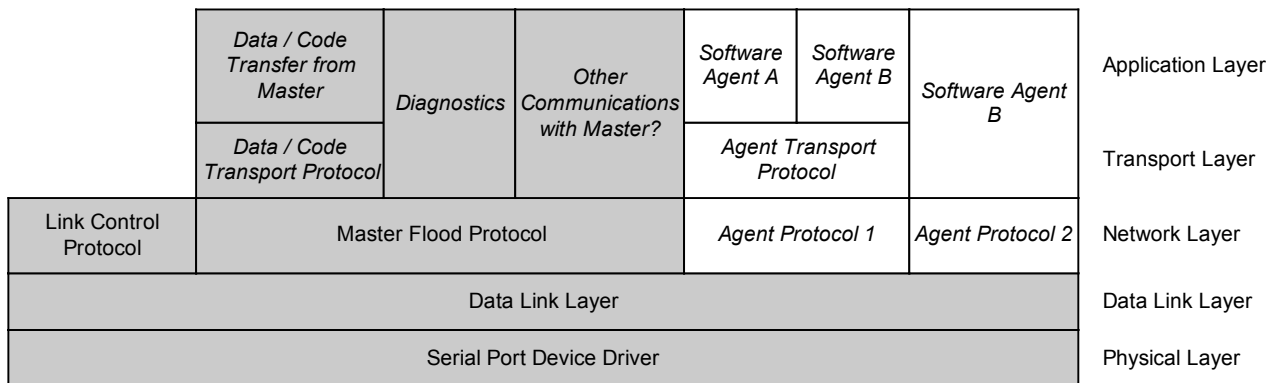 Data / Code
Transfer from
Master
Diagnostics
Other
Communications
with Master?
Software
Agent A
Software
Agent B
Software Agent
B
Application Layer
Data / Code
Transport Protocol
Agent Transport
Protocol
Transport Layer
Link Control
Protocol
Master Flood Protocol
Agent Protocol 1
Agent Protocol 2
Network Layer
Data Link Layer
Data Link Layer
Serial Port Device Driver
Physical Layer